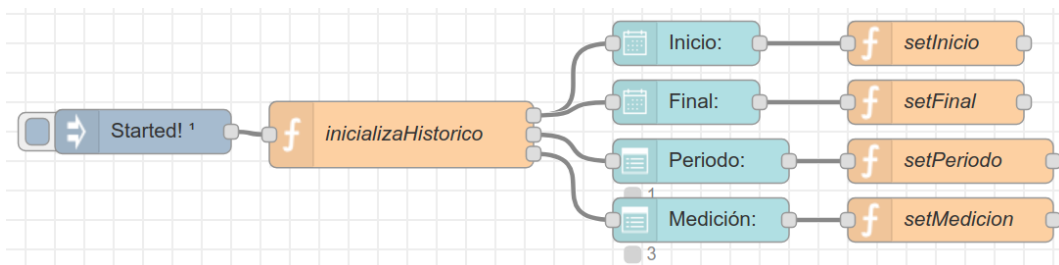 Started! ¹
inicializaHistorico
Inicio:
setInicio
Final:
setFinal
Periodo:
setPeriodo
1
Medición:
setMedicion
3